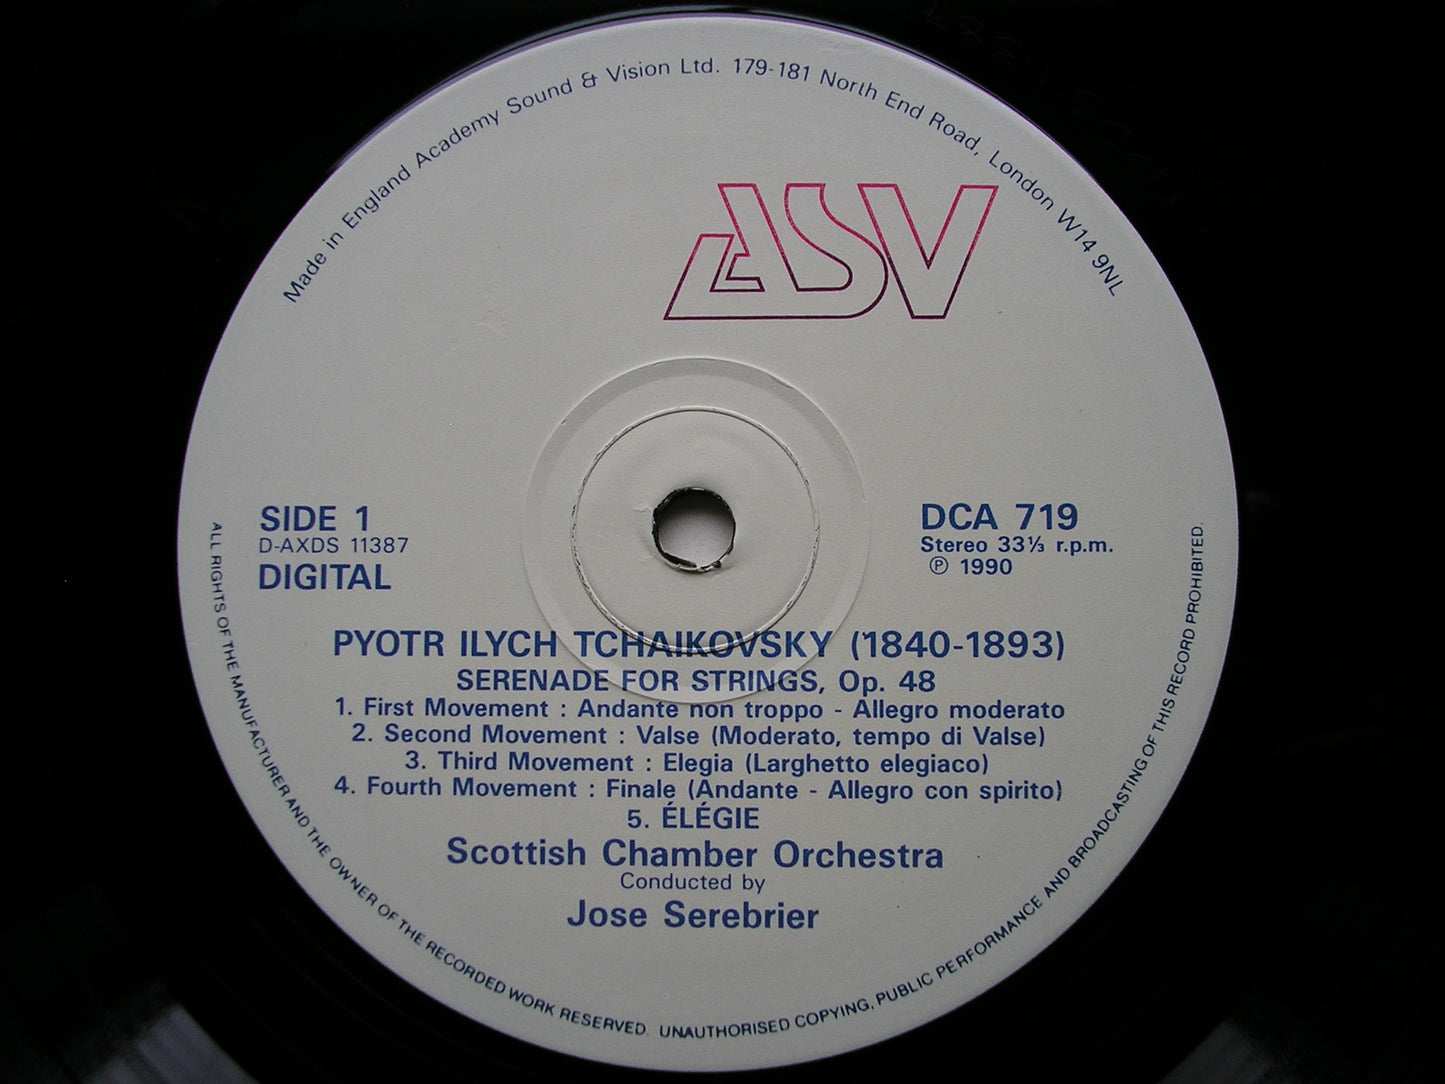 Made in England Academy Sound & Vision Ltd. 179-181 North End Road, London W14 9NL
ASV
SIDE 1
D-AXDS 11387
DIGITAL
DCA 719
Stereo 33⅓ r.p.m.
℗ 1990
PYOTR ILYCH TCHAIKOVSKY (1840-1893)
SERENADE FOR STRINGS, Op. 48
1. First Movement : Andante non troppo - Allegro moderato
2. Second Movement : Valse (Moderato, tempo di Valse)
3. Third Movement : Elegia (Larghetto elegiaco)
4. Fourth Movement : Finale (Andante - Allegro con spirito)
5. ÉLÉGIE
Scottish Chamber Orchestra
Conducted by
Jose Serebrier
ALL RIGHTS OF THE MANUFACTURER AND THE OWNER OF THE RECORDED WORK RESERVED. UNAUTHORISED COPYING, PUBLIC PERFORMANCE AND BROADCASTING OF THIS RECORD PROHIBITED.